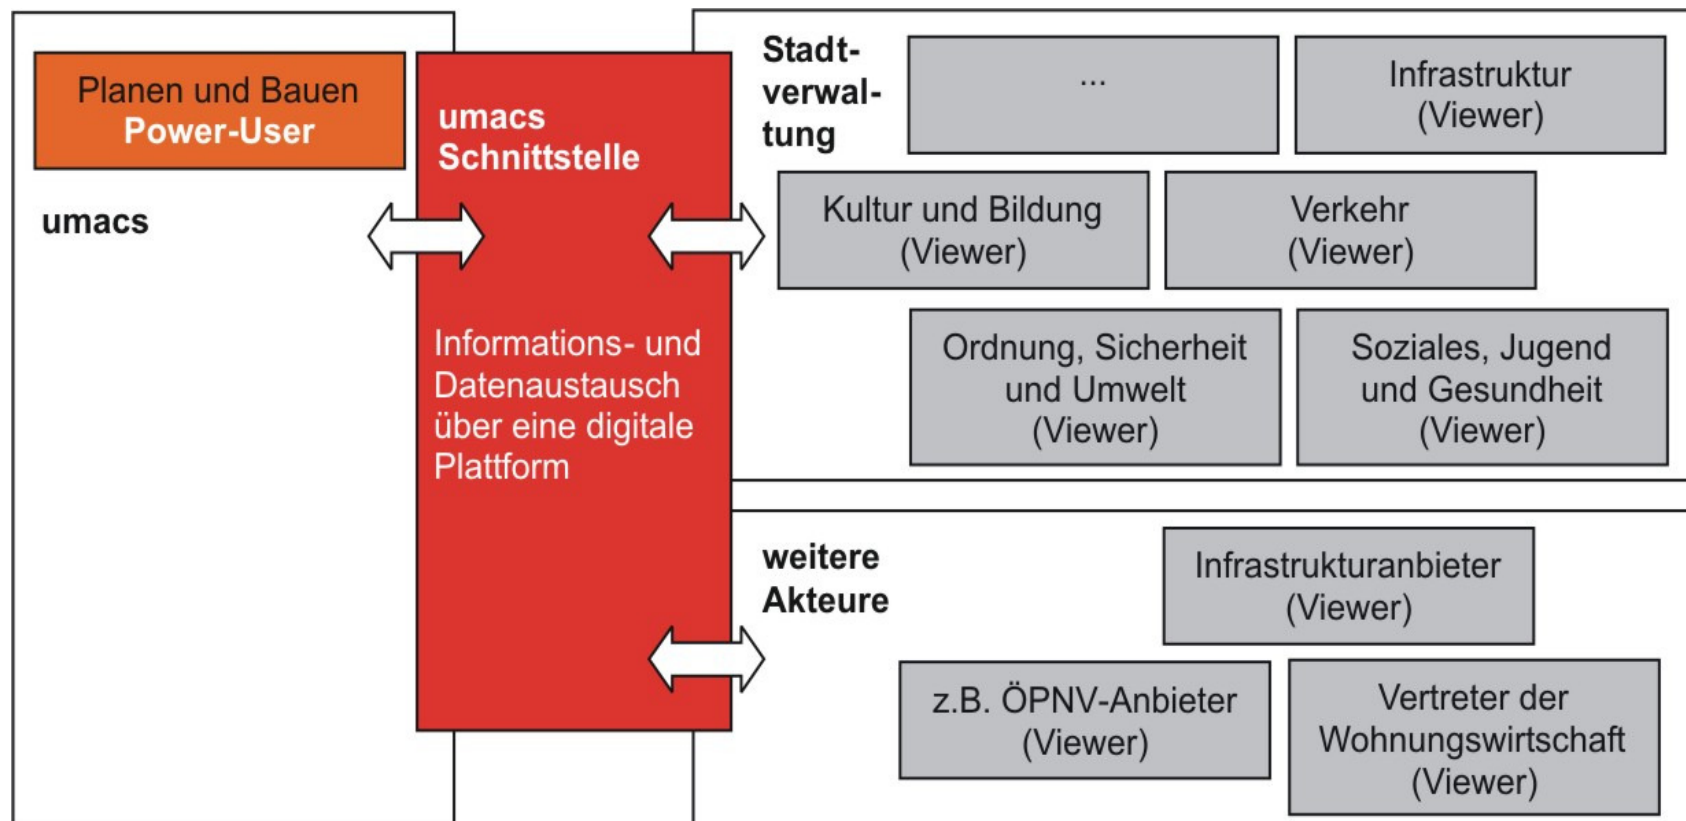 Planen und Bauen
Power-User
umacs
umacs
Schnittstelle
Informations- und
Datenaustausch
über eine digitale
Plattform
Stadt-
verwal-
tung
...
Infrastruktur
(Viewer)
Kultur und Bildung
(Viewer)
Verkehr
(Viewer)
Ordnung, Sicherheit
und Umwelt
(Viewer)
Soziales, Jugend
und Gesundheit
(Viewer)
weitere
Akteure
Infrastrukturanbieter
(Viewer)
z.B. ÖPNV-Anbieter
(Viewer)
Vertreter der
Wohnungswirtschaft
(Viewer)